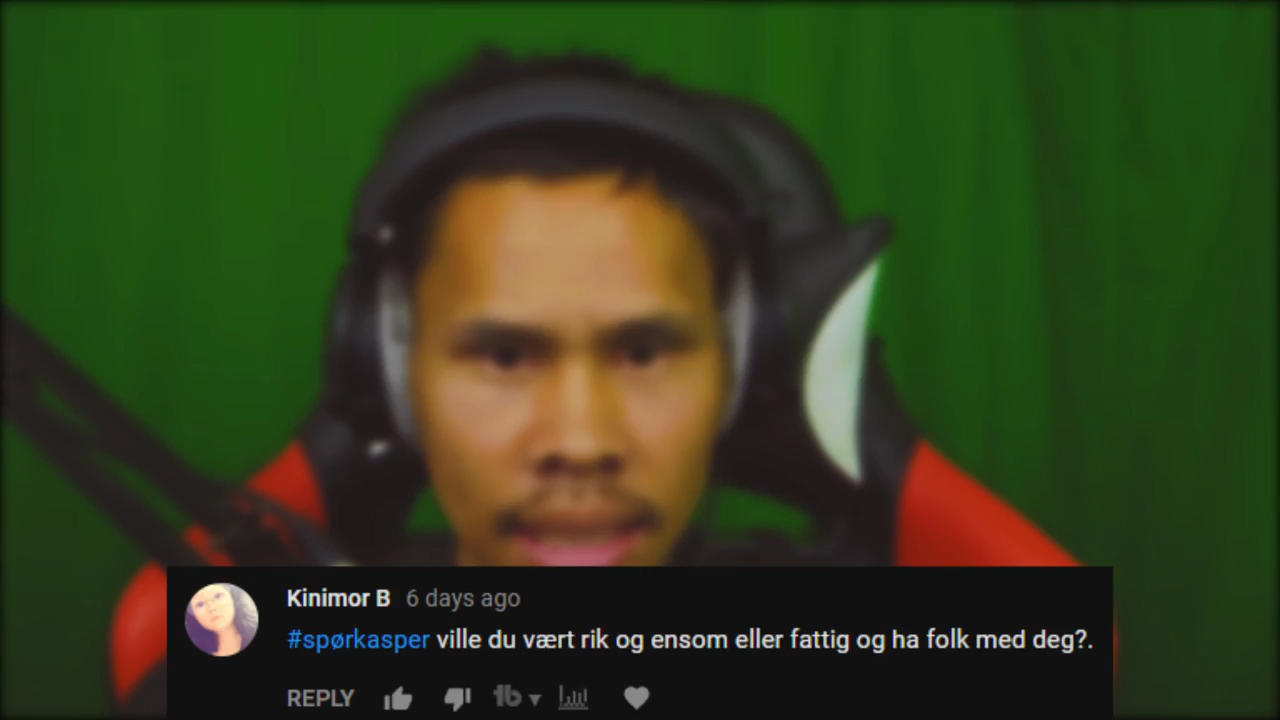 Kinimor B 6 days ago
#spørkasper ville du vært rik og ensom eller fattig og ha folk med deg?.
REPLY